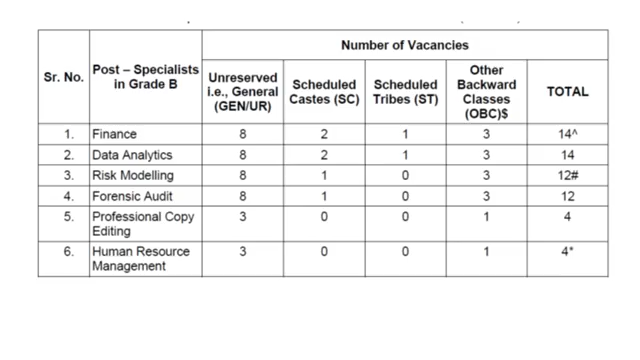 Number of Vacancies
Sr. No. Post – Specialists in Grade B Unreserved i.e., General (GEN/UR) Scheduled Castes (SC) Scheduled Tribes (ST) Other Backward Classes (OBC)$ TOTAL
1. Finance 8 2 1 3 14^
2. Data Analytics 8 2 1 3 14
3. Risk Modelling 8 1 0 3 12#
4. Forensic Audit 8 1 0 3 12
5. Professional Copy Editing 3 0 0 1 4
6. Human Resource Management 3 0 0 1 4*